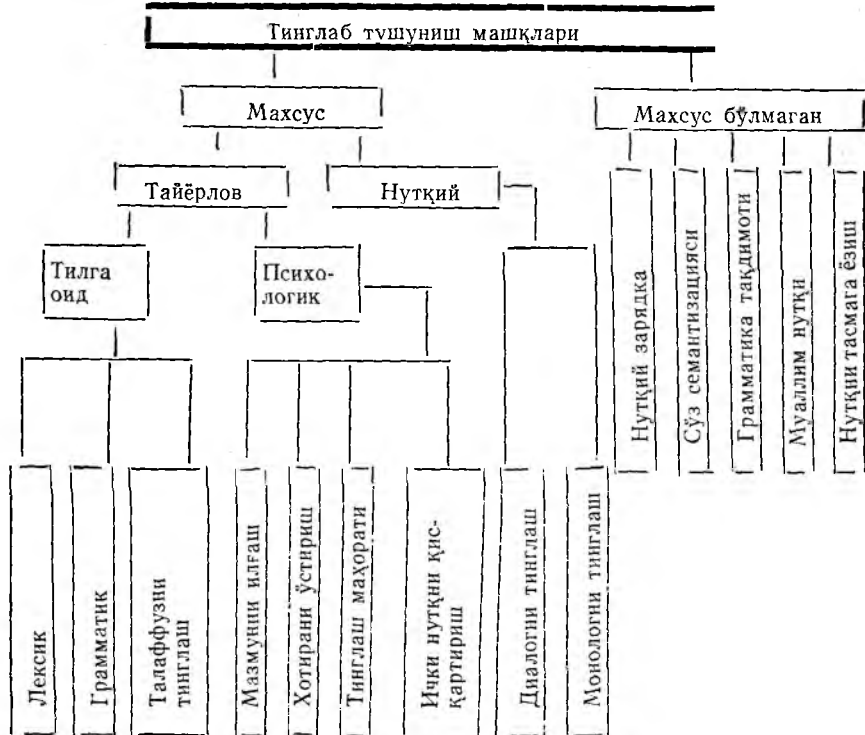 Тинглаб тушуниш машқлари
Махсус
Махсус бўлмаган
Тайёрлов
Нутқий
Тилга
оид
Психо-
логик
Нутқий зарядка
Сўз семантизацияси
Грамматика тақдимоти
Муаллим нутқи
Нутқни тасмага ёзиш
Лексик
Грамматик
Талаффузни
тинглаш
Мазмунни илғаш
Хотирани ўстириш
Тинглаш маҳорати
Ички нутқни қис-
қартириш
Диалогни тинглаш
Монологни тинглаш